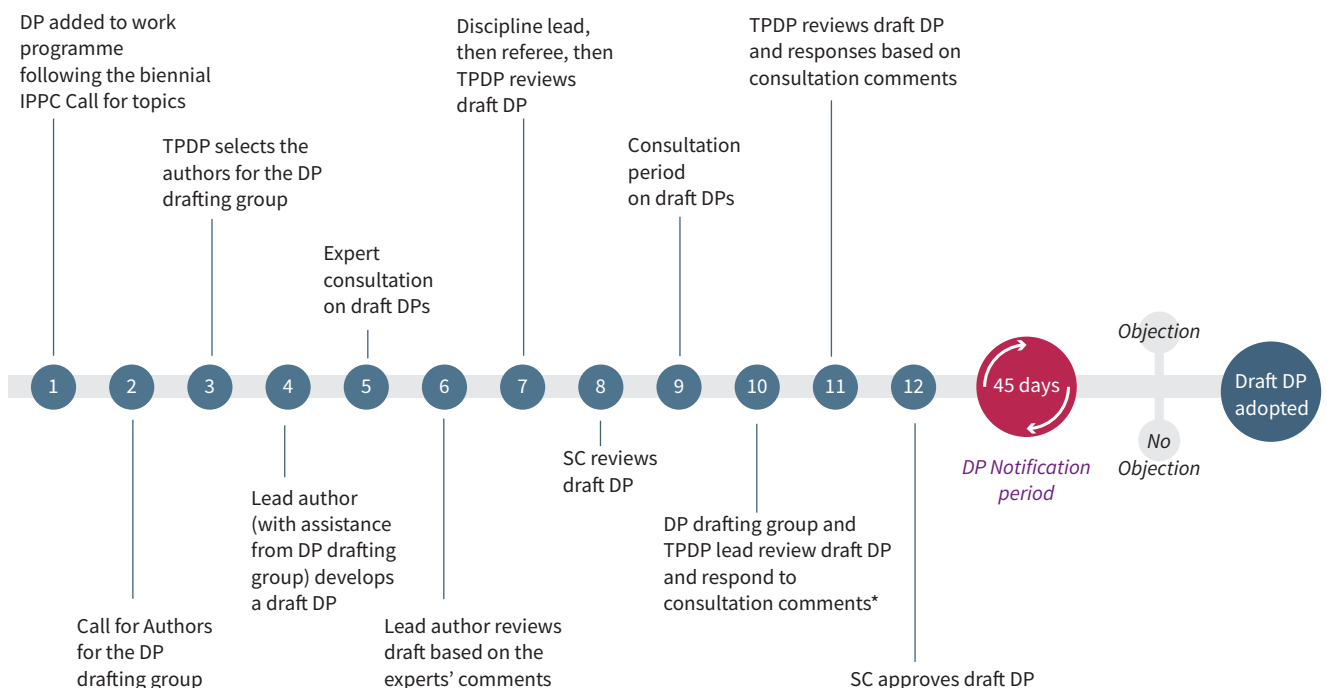 DP added to work
programme
following the biennial
IPPC Call for topics
TPDP selects the
authors for the DP
drafting group
Expert
consultation
on draft DPs
Discipline lead,
then referee, then
TPDP reviews
draft DP
Consultation
period
on draft DPs
TPDP reviews draft DP
and responses based on
consultation comments
1
2
3
4
5
6
7
8
9
10
11
12
45 days
DP Notification
period
Objection
No
Objection
Draft DP
adopted
Call for Authors
for the DP
drafting group
Lead author
(with assistance
from DP drafting
group) develops
a draft DP
Lead author reviews
draft based on the
experts’ comments
SC reviews
draft DP
DP drafting group and
TPDP lead review draft DP
and respond to
consultation comments*
SC approves draft DP